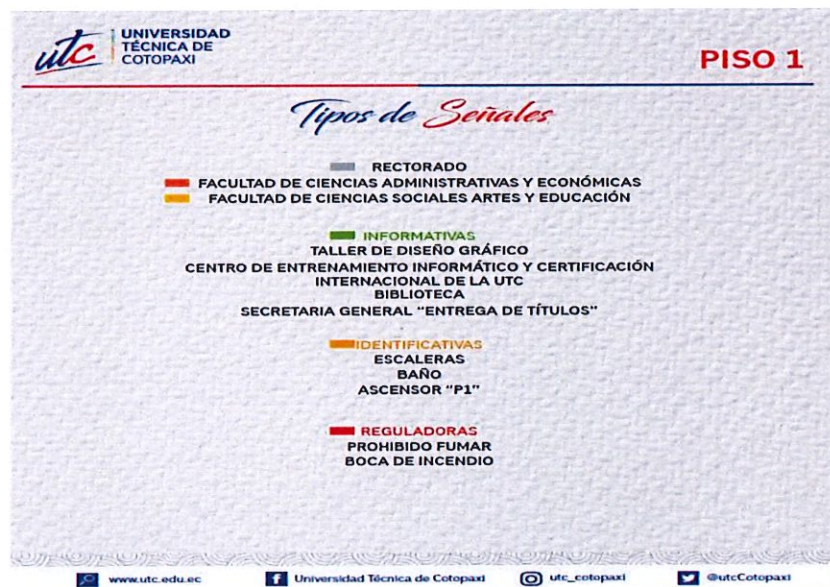 utc
UNIVERSIDAD
TÉCNICA DE
COTOPAXI
PISO 1
Tipos de Señales
RECTORADO
FACULTAD DE CIENCIAS ADMINISTRATIVAS Y ECONÓMICAS
FACULTAD DE CIENCIAS SOCIALES ARTES Y EDUCACIÓN
INFORMATIVAS
TALLER DE DISEÑO GRÁFICO
CENTRO DE ENTRENAMIENTO INFORMÁTICO Y CERTIFICACIÓN
INTERNACIONAL DE LA UTC
BIBLIOTECA
SECRETARIA GENERAL "ENTREGA DE TÍTULOS"
IDENTIFICATIVAS
ESCALERAS
BAÑO
ASCENSOR "P1"
REGULADORAS
PROHIBIDO FUMAR
BOCA DE INCENDIO
www.utc.edu.ec Universidad Técnica de Cotopaxi utc_cotopaxi @utcCotopaxi